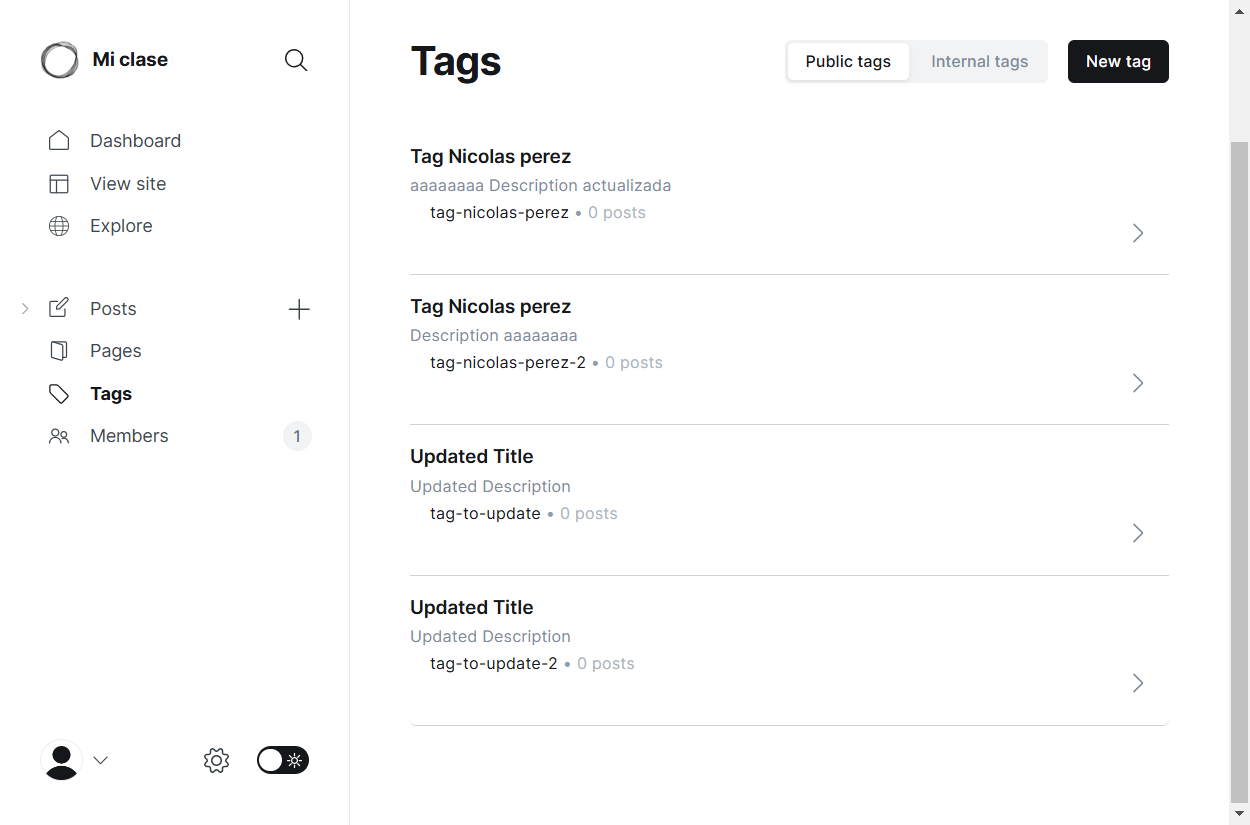 Mi clase
Dashboard
View site
Explore
Posts
Pages
Tags
Members
1
Tags
Public tags
Internal tags
New tag
Tag Nicolas perez
aaaaaaaa Description actualizada
tag-nicolas-perez • 0 posts
Tag Nicolas perez
Description aaaaaaaa
tag-nicolas-perez-2 • 0 posts
Updated Title
Updated Description
tag-to-update • 0 posts
Updated Title
Updated Description
tag-to-update-2 • 0 posts